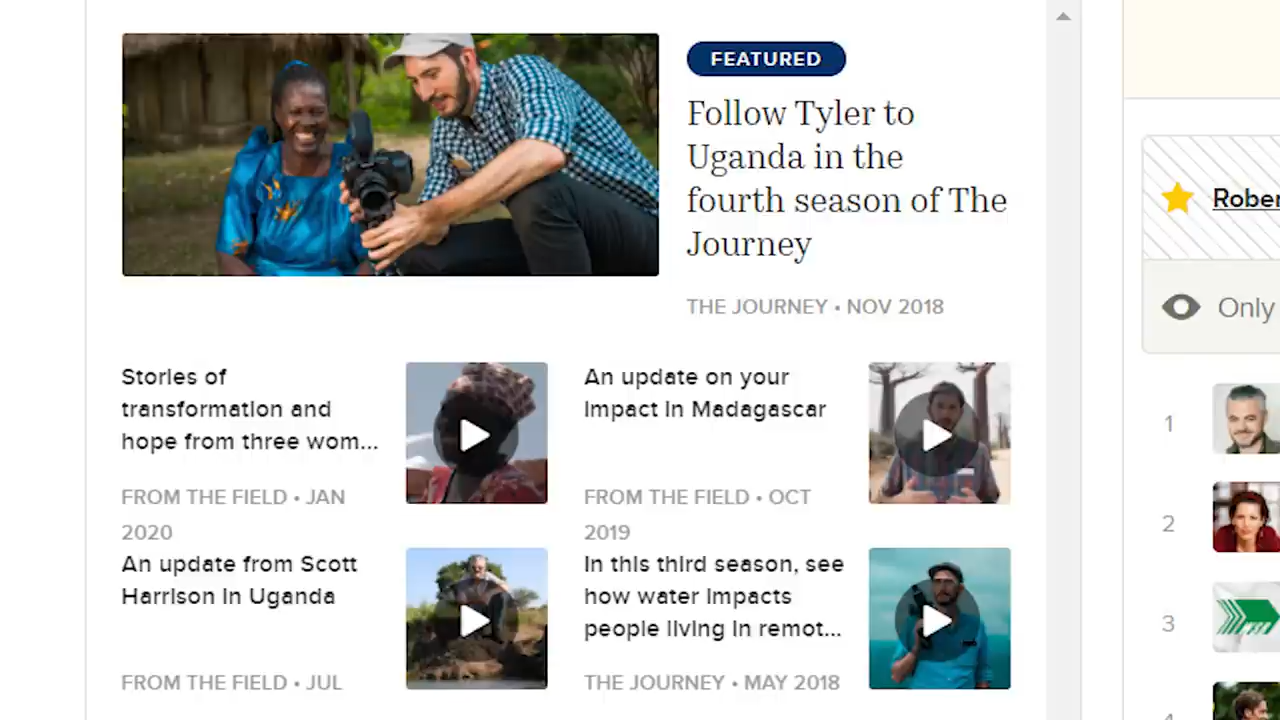 FEATURED
Follow Tyler to
Uganda in the
fourth season of The
Journey
THE JOURNEY • NOV 2018
Stories of
transformation and
hope from three wom...
FROM THE FIELD • JAN
2020
An update on your
impact in Madagascar
FROM THE FIELD • OCT
2019
An update from Scott
Harrison in Uganda
FROM THE FIELD • JUL
In this third season, see
how water impacts
people living in remot...
THE JOURNEY • MAY 2018
Only
1
2
3